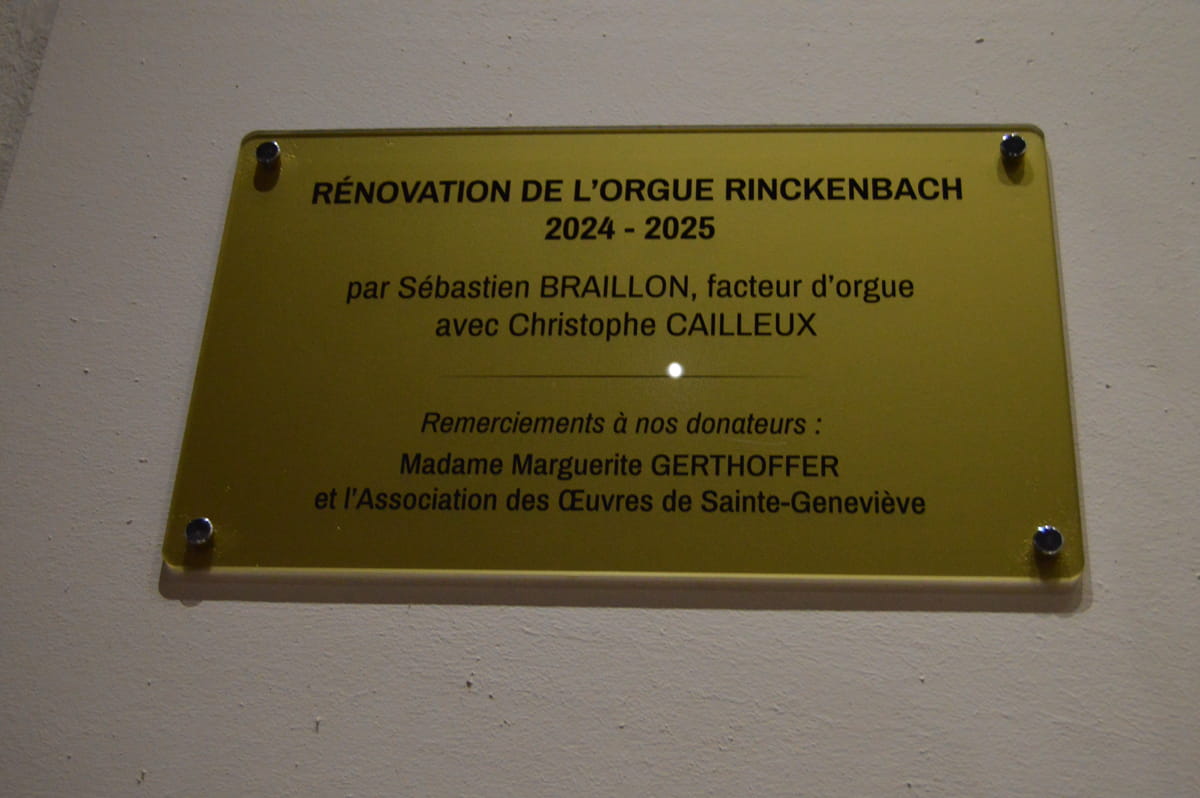 RÉNOVATION DE L’ORGUE RINCKENBACH
2024 - 2025
par Sébastien BRAILLON, facteur d’orgue
avec Christophe CAILLEUX
Remerciements à nos donateurs :
Madame Marguerite GERTHOFFER
et l’Association des Œuvres de Sainte-Geneviève